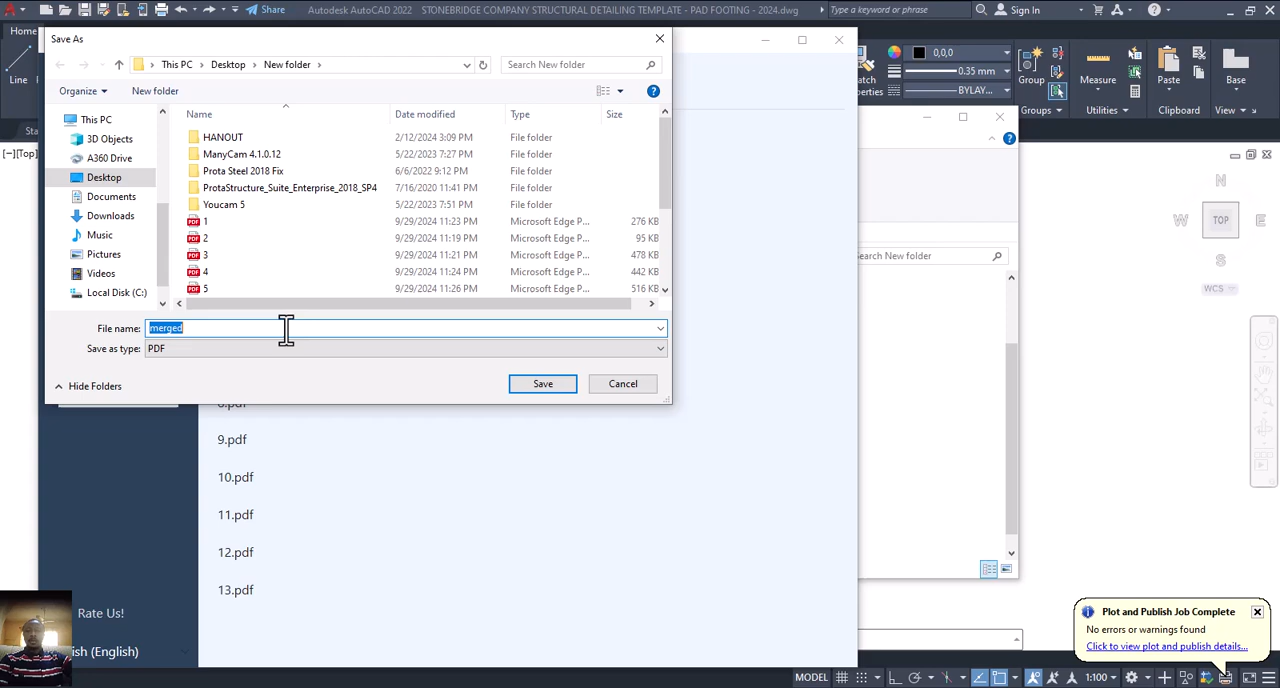 Share
Autodesk AutoCAD 2022 STONEBRIDGE COMPANY STRUCTURAL DETAILING TEMPLATE - PAD FOOTING - 2024.dwg
Type a keyword or phrase
Sign In
Home
Line
Save As
This PC > Desktop > New folder >
Search New folder
Organize
New folder
Name
Date modified
Type
Size
This PC
3D Objects
A360 Drive
Desktop
Documents
Downloads
Music
Pictures
Videos
Local Disk (C:)
HANOUT 2/12/2024 3:09 PM File folder
ManyCam 4.1.0.12 5/22/2023 7:27 PM File folder
Prota Steel 2018 Fix 6/6/2022 9:12 PM File folder
ProtaStructure_Suite_Enterprise_2018_SP4 7/16/2020 11:41 PM File folder
Youcam 5 5/22/2023 7:51 PM File folder
1 9/29/2024 11:23 PM Microsoft Edge P... 276 KB
2 9/29/2024 11:19 PM Microsoft Edge P... 95 KB
3 9/29/2024 11:21 PM Microsoft Edge P... 478 KB
4 9/29/2024 11:24 PM Microsoft Edge P... 442 KB
5 9/29/2024 11:26 PM Microsoft Edge P... 516 KB
File name: merged
Save as type: PDF
Hide Folders
Save
Cancel
9.pdf
10.pdf
11.pdf
12.pdf
13.pdf
Rate Us!
ish (English)
0,0,0
0.35 mm
BYLAY...
Group
Groups
Measure
Utilities
Paste
Clipboard
Base
View
[−][Top]
Search New folder
N
W
TOP
E
S
WCS
Plot and Publish Job Complete
No errors or warnings found
Click to view plot and publish details...
MODEL
1:100